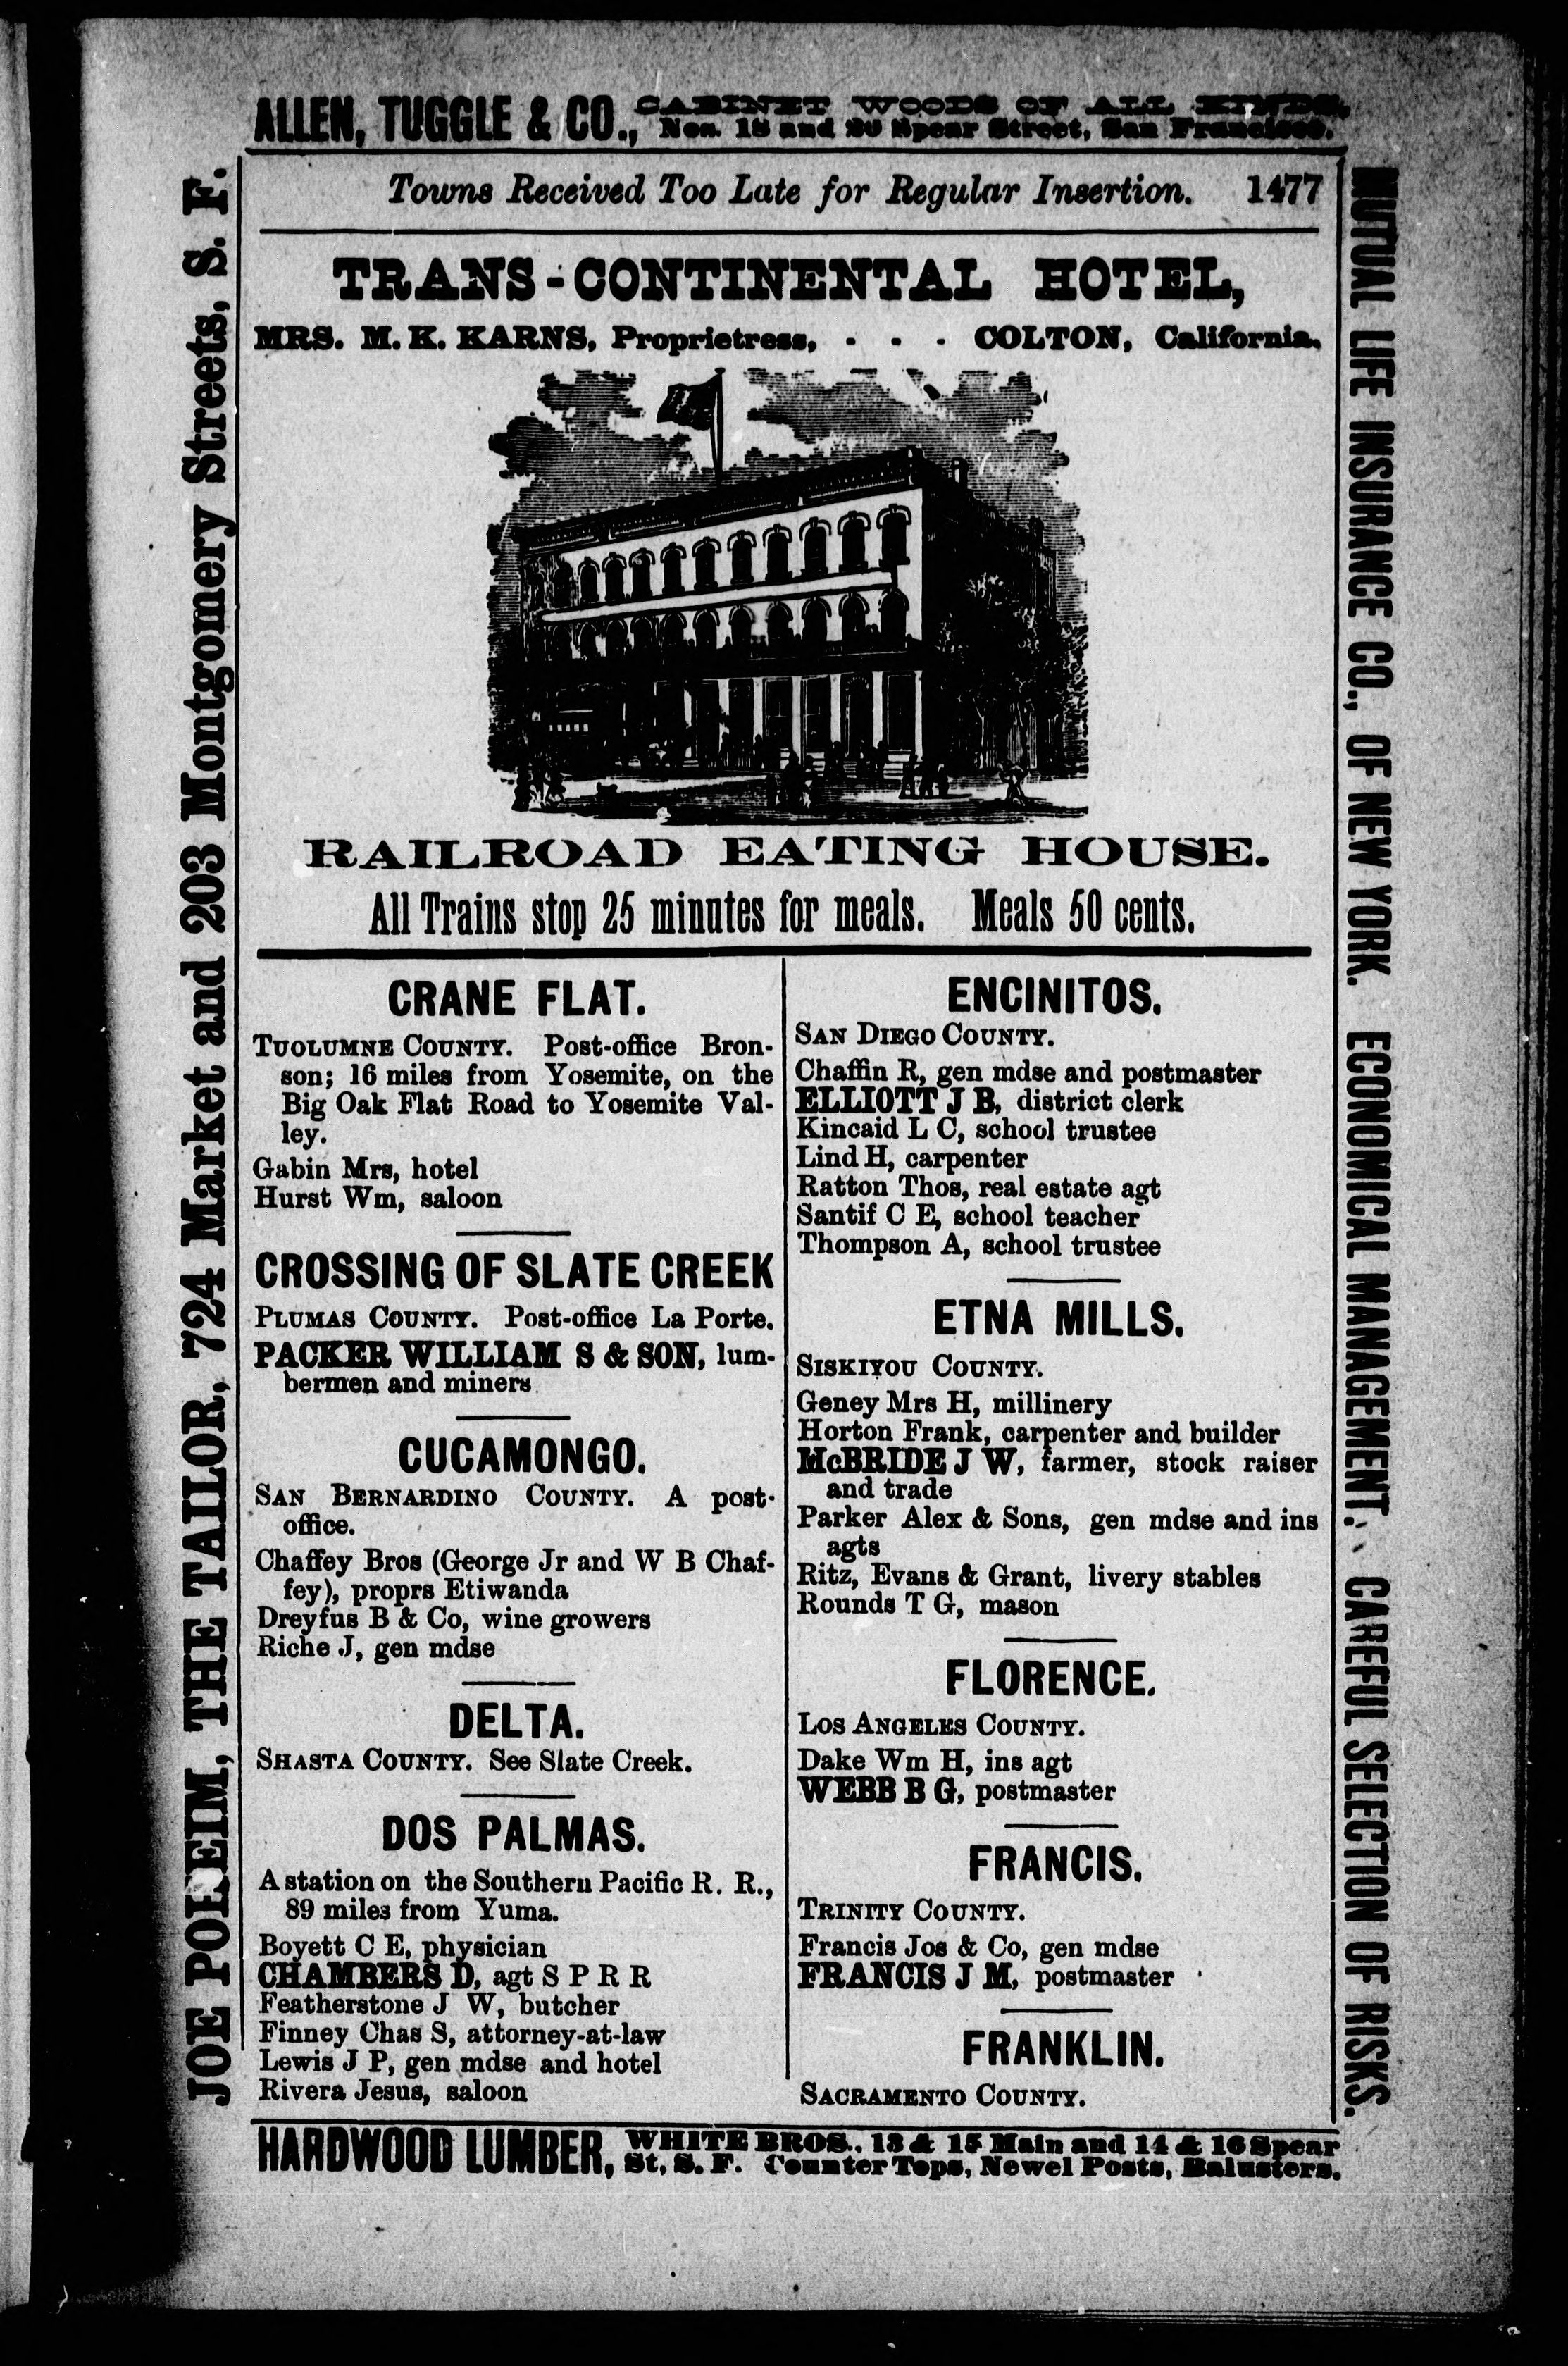 ALLEN, TUGGLE & CO., CABINET WOODS OF ALL KINDS,
Nos. 18 and 20 Spear Street, San Francisco.
Towns Received Too Late for Regular Insertion. 1477
TRANS-CONTINENTAL HOTEL,
MRS. M. K. KARNS, Proprietress, - - - COLTON, California.
RAILROAD EATING HOUSE.
All Trains stop 25 minutes for meals. Meals 50 cents.
CRANE FLAT.
TUOLUMNE COUNTY. Post-office Bron-
son; 16 miles from Yosemite, on the
Big Oak Flat Road to Yosemite Val-
ley.
Gabin Mrs, hotel
Hurst Wm, saloon
CROSSING OF SLATE CREEK
PLUMAS COUNTY. Post-office La Porte.
PACKER WILLIAM S & SON, lum-
bermen and miners
CUCAMONGO.
SAN BERNARDINO COUNTY. A post-
office.
Chaffey Bros (George Jr and W B Chaf-
fey), proprs Etiwanda
Dreyfus B & Co, wine growers
Riche J, gen mdse
DELTA.
SHASTA COUNTY. See Slate Creek.
DOS PALMAS.
A station on the Southern Pacific R. R.,
89 miles from Yuma.
Boyett C E, physician
CHAMBERS D, agt S P R R
Featherstone J W, butcher
Finney Chas S, attorney-at-law
Lewis J P, gen mdse and hotel
Rivera Jesus, saloon
ENCINITOS.
SAN DIEGO COUNTY.
Chaffin R, gen mdse and postmaster
ELLIOTT J B, district clerk
Kincaid L C, school trustee
Lind H, carpenter
Ratton Thos, real estate agt
Santif C E, school teacher
Thompson A, school trustee
ETNA MILLS.
SISKIYOU COUNTY.
Geney Mrs H, millinery
Horton Frank, carpenter and builder
McBRIDE J W, farmer, stock raiser
and trade
Parker Alex & Sons, gen mdse and ins
agts
Ritz, Evans & Grant, livery stables
Rounds T G, mason
FLORENCE.
LOS ANGELES COUNTY.
Dake Wm H, ins agt
WEBB B G, postmaster
FRANCIS.
TRINITY COUNTY.
Francis Jos & Co, gen mdse
FRANCIS J M, postmaster
FRANKLIN.
SACRAMENTO COUNTY.
HARDWOOD LUMBER, WHITE BROS., 13 & 15 Main and 14 & 16 Spear
St, S. F. Counter Tops, Newel Posts, Balusters.
JOE POHEIM, THE TAILOR, 724 Market and 203 Montgomery Streets, S. F.
MUTUAL LIFE INSURANCE CO., OF NEW YORK. ECONOMICAL MANAGEMENT. CAREFUL SELECTION OF RISKS.